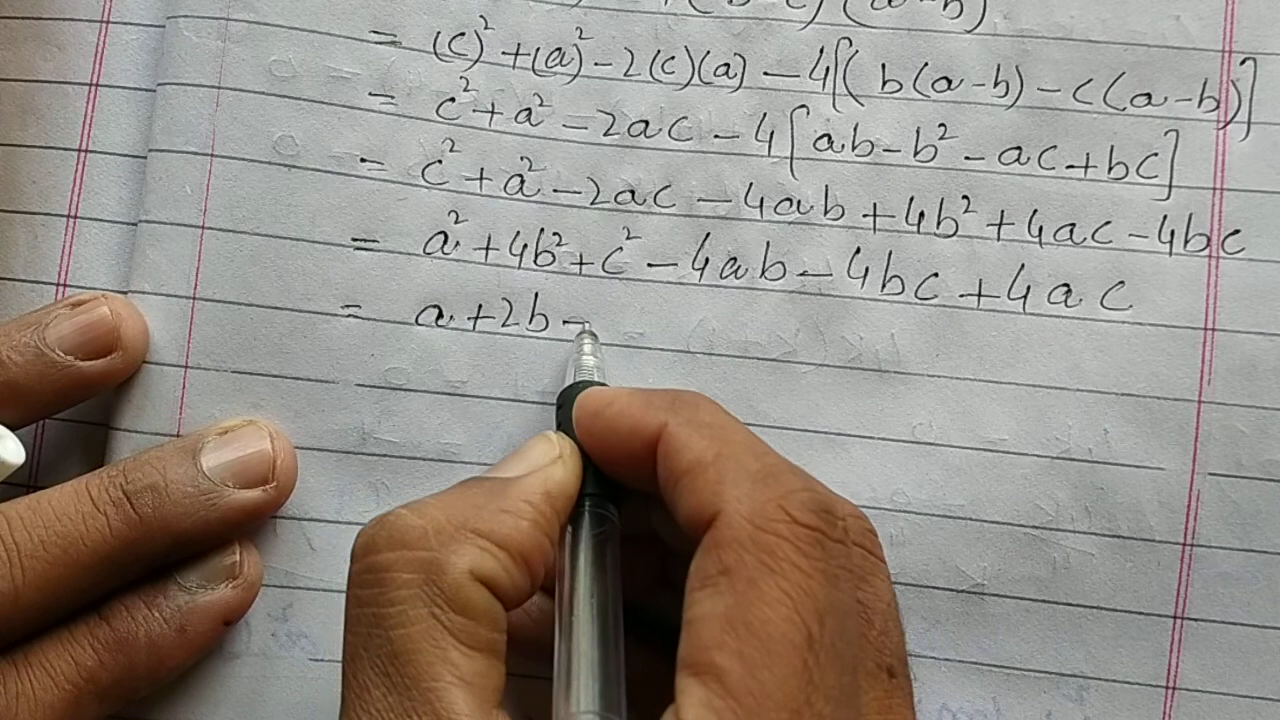 = (c)² + (a)² - 2(c)(a) - 4[(b(a-b) - c(a-b)]
= c² + a² - 2ac - 4[ab - b² - ac + bc]
= c² + a² - 2ac - 4ab + 4b² + 4ac - 4bc
= a² + 4b² + c² - 4ab - 4bc + 4ac
= a + 2b -